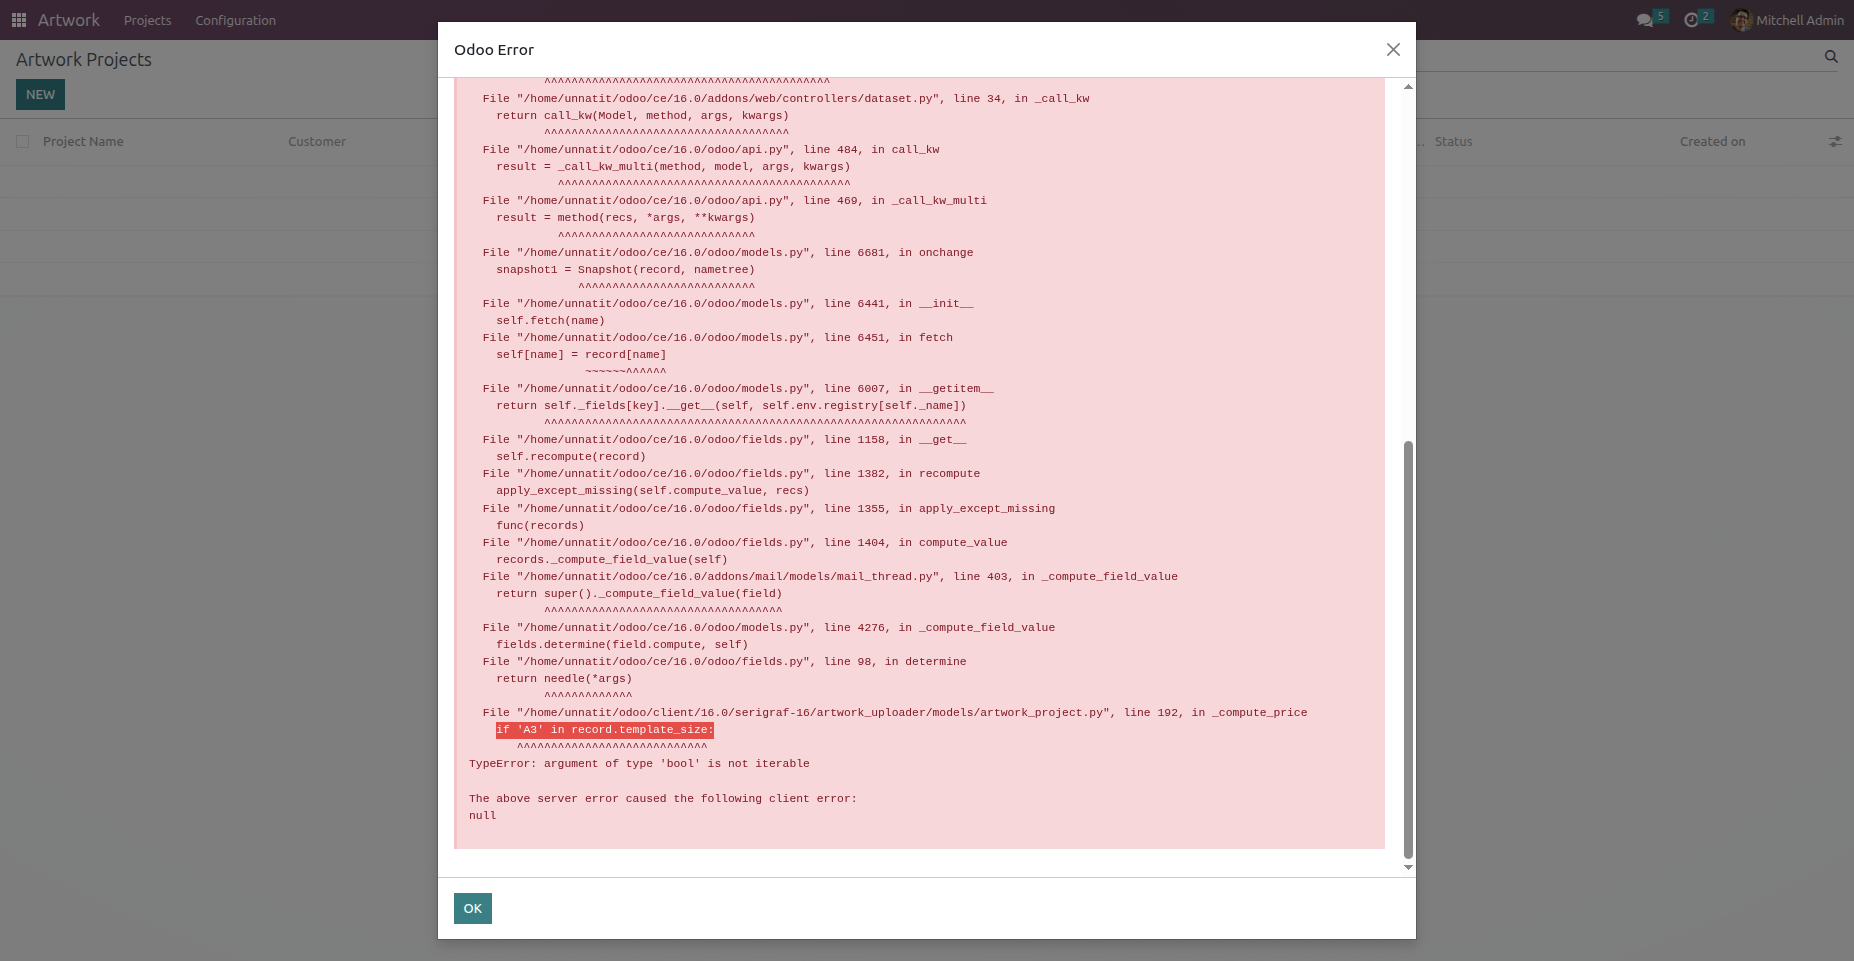 Artwork Projects Configuration 5 2 Mitchell Admin
Artwork Projects
NEW
Project Name Customer .. Status Created on
Odoo Error
^^^^^^^^^^^^^^^^^^^^^^^^^^^^^^^^^^^^^^^^^^
File "/home/unnatit/odoo/ce/16.0/addons/web/controllers/dataset.py", line 34, in _call_kw
return call_kw(Model, method, args, kwargs)
^^^^^^^^^^^^^^^^^^^^^^^^^^^^^^^^^^^^
File "/home/unnatit/odoo/ce/16.0/odoo/api.py", line 484, in call_kw
result = _call_kw_multi(method, model, args, kwargs)
^^^^^^^^^^^^^^^^^^^^^^^^^^^^^^^^^^^^^^^^^^^
File "/home/unnatit/odoo/ce/16.0/odoo/api.py", line 469, in _call_kw_multi
result = method(recs, *args, **kwargs)
^^^^^^^^^^^^^^^^^^^^^^^^^^^^^
File "/home/unnatit/odoo/ce/16.0/odoo/models.py", line 6681, in onchange
snapshot1 = Snapshot(record, nametree)
^^^^^^^^^^^^^^^^^^^^^^^^^^
File "/home/unnatit/odoo/ce/16.0/odoo/models.py", line 6441, in __init__
self.fetch(name)
File "/home/unnatit/odoo/ce/16.0/odoo/models.py", line 6451, in fetch
self[name] = record[name]
~~~~~~^^^^^^
File "/home/unnatit/odoo/ce/16.0/odoo/models.py", line 6007, in __getitem__
return self._fields[key].__get__(self, self.env.registry[self._name])
^^^^^^^^^^^^^^^^^^^^^^^^^^^^^^^^^^^^^^^^^^^^^^^^^^^^^^^^^^^^^^
File "/home/unnatit/odoo/ce/16.0/odoo/fields.py", line 1158, in __get__
self.recompute(record)
File "/home/unnatit/odoo/ce/16.0/odoo/fields.py", line 1382, in recompute
apply_except_missing(self.compute_value, recs)
File "/home/unnatit/odoo/ce/16.0/odoo/fields.py", line 1355, in apply_except_missing
func(records)
File "/home/unnatit/odoo/ce/16.0/odoo/fields.py", line 1404, in compute_value
records._compute_field_value(self)
File "/home/unnatit/odoo/ce/16.0/addons/mail/models/mail_thread.py", line 403, in _compute_field_value
return super()._compute_field_value(field)
^^^^^^^^^^^^^^^^^^^^^^^^^^^^^^^^^^^
File "/home/unnatit/odoo/ce/16.0/odoo/models.py", line 4276, in _compute_field_value
fields.determine(field.compute, self)
File "/home/unnatit/odoo/ce/16.0/odoo/fields.py", line 98, in determine
return needle(*args)
^^^^^^^^^^^^^
File "/home/unnatit/odoo/client/16.0/serigraf-16/artwork_uploader/models/artwork_project.py", line 192, in _compute_price
if 'A3' in record.template_size:
^^^^^^^^^^^^^^^^^^^^^^^^^^^^
TypeError: argument of type 'bool' is not iterable
The above server error caused the following client error:
null
OK